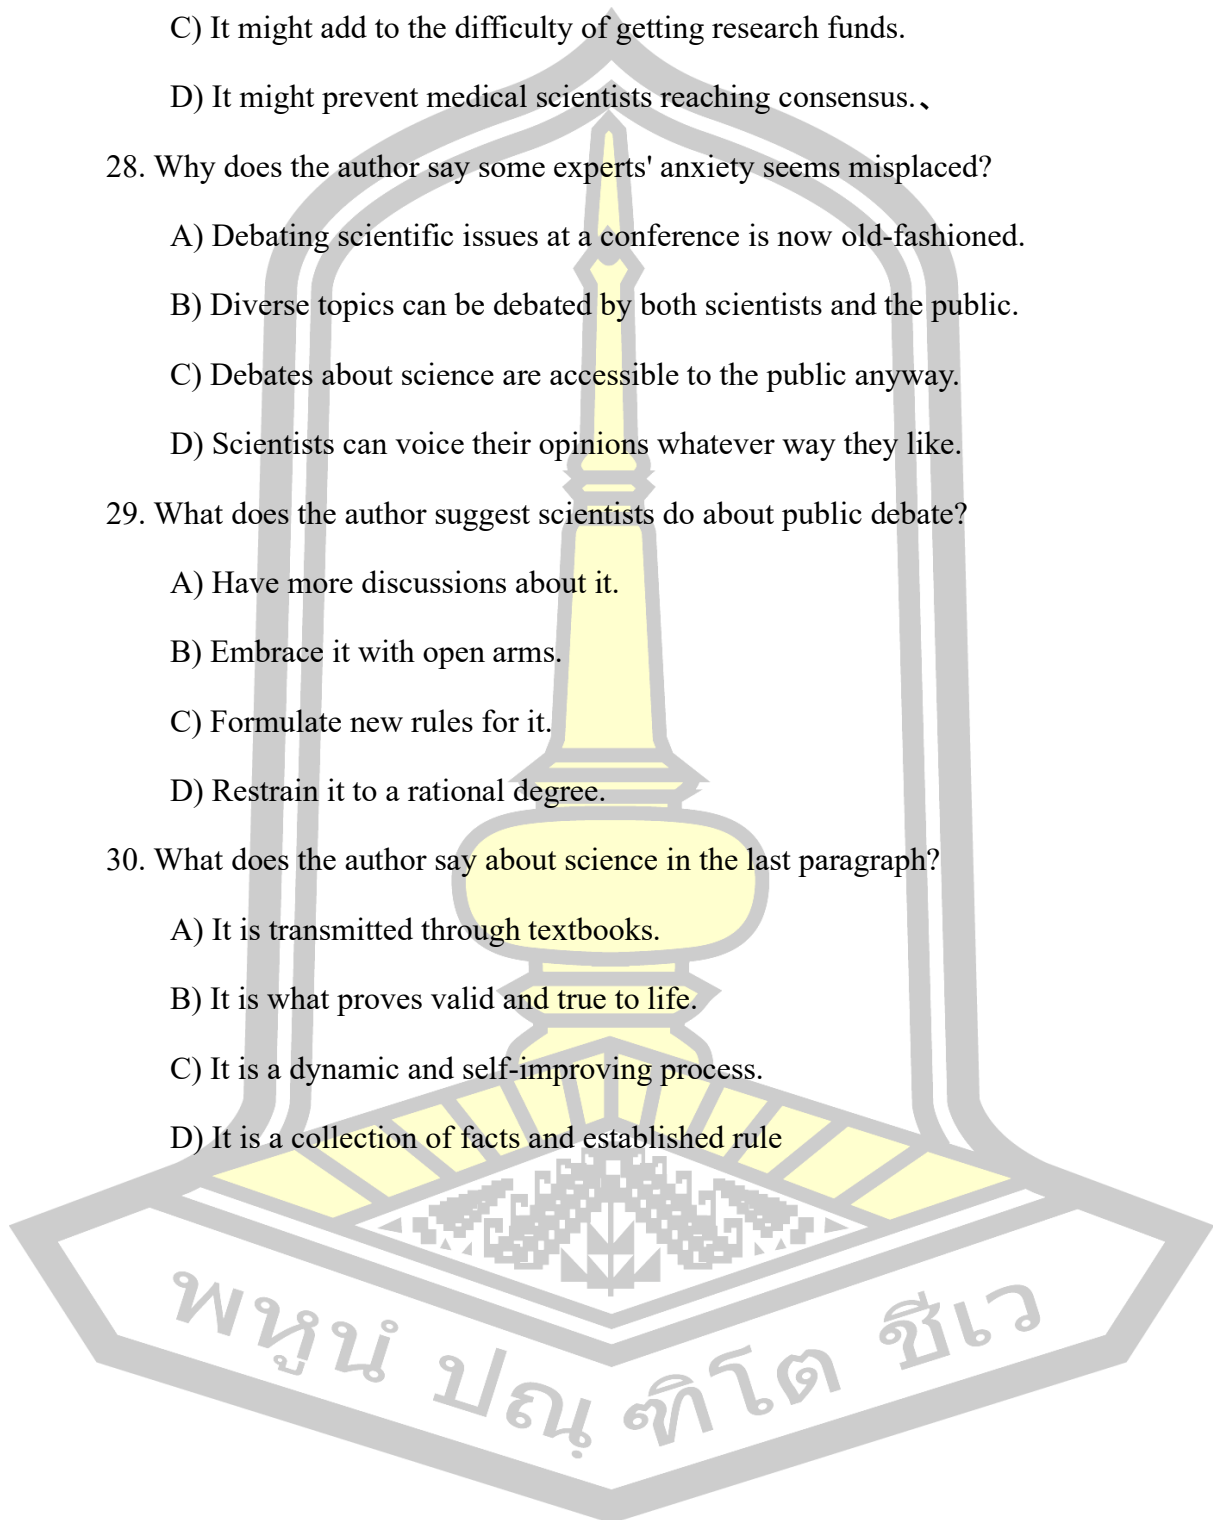 C) It might add to the difficulty of getting research funds.
D) It might prevent medical scientists reaching consensus.、
28. Why does the author say some experts' anxiety seems misplaced?
A) Debating scientific issues at a conference is now old-fashioned.
B) Diverse topics can be debated by both scientists and the public.
C) Debates about science are accessible to the public anyway.
D) Scientists can voice their opinions whatever way they like.
29. What does the author suggest scientists do about public debate?
A) Have more discussions about it.
B) Embrace it with open arms.
C) Formulate new rules for it.
D) Restrain it to a rational degree.
30. What does the author say about science in the last paragraph?
A) It is transmitted through textbooks.
B) It is what proves valid and true to life.
C) It is a dynamic and self-improving process.
D) It is a collection of facts and established rule
พหูนํ ปณฺ ฑิโต ชีเว